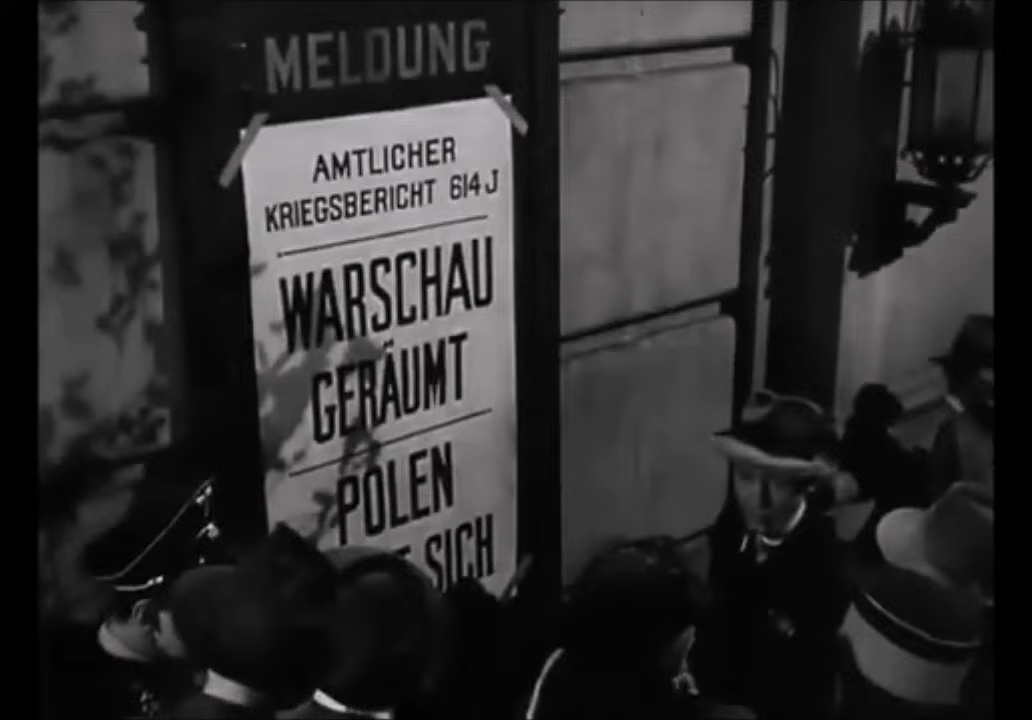 MELDUNG
AMTLICHER
KRIEGSBERICHT 614 J
WARSCHAU
GERÄUMT
POLEN
SICH